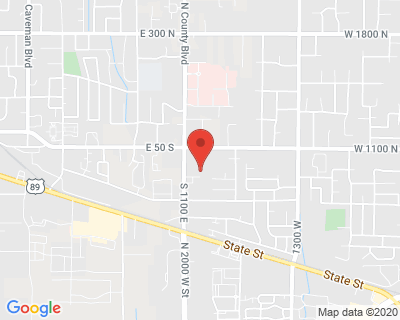 Caveman Blvd
N County Blvd
E 300 N
W 1800 N
E 50 S
W 1100 N
89
S 1100 E
7300 W
N 2000 W St
State St
State St
Google
Map data ©2020